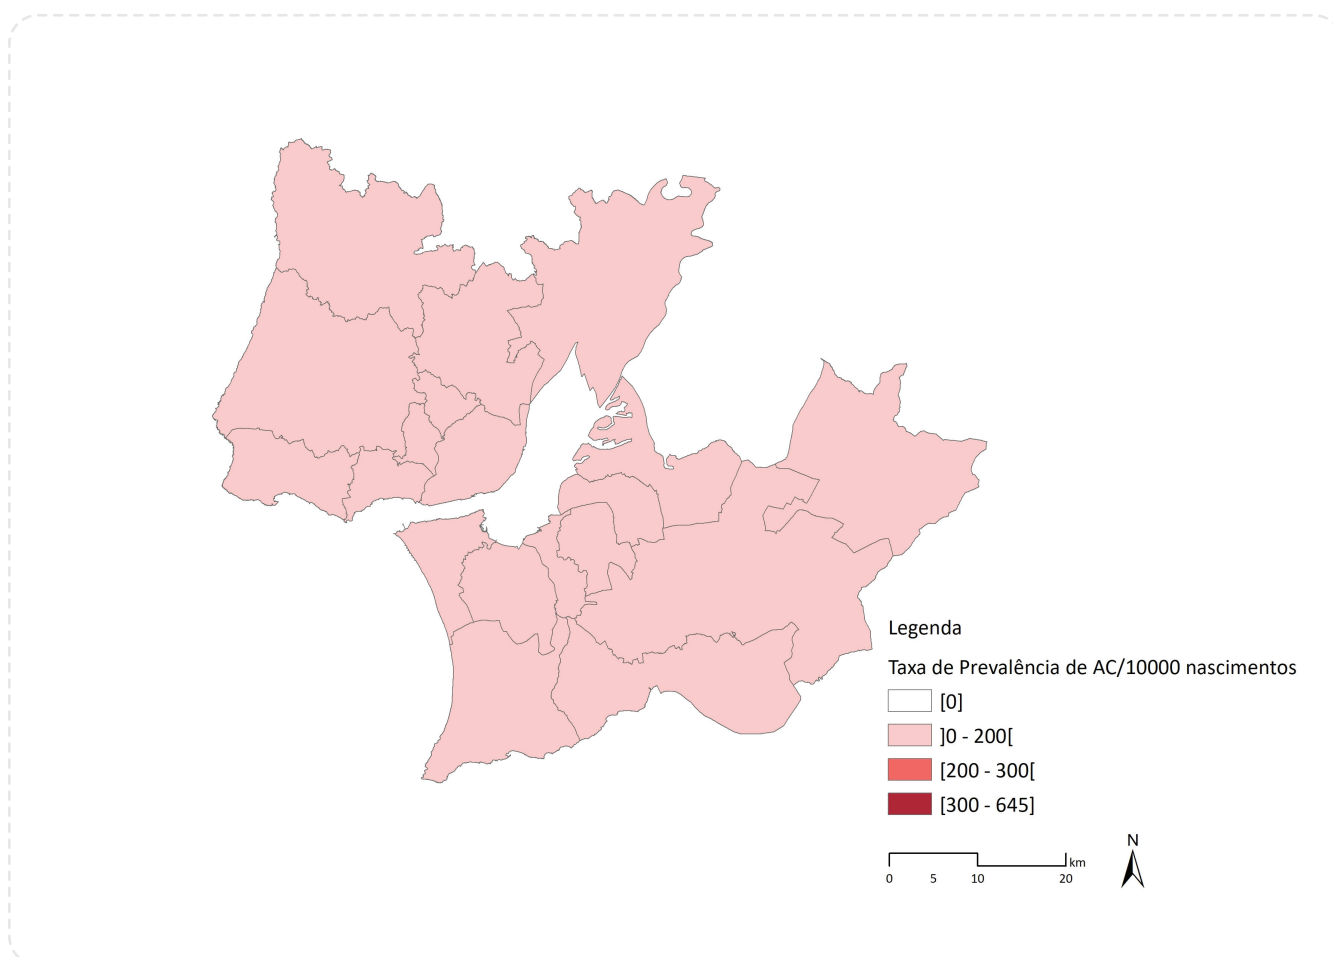 Legenda
Taxa de Prevalência de AC/10000 nascimentos
[0]
]0 - 200[
[200 - 300[
[300 - 645]
N
km
0 5 10 20